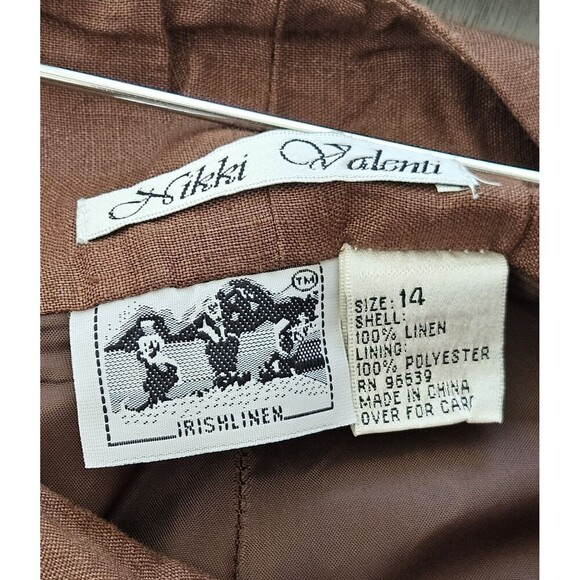 Nikki Valenti
TM
IRISHLINEN
SIZE: 14
SHELL:
100% LINEN
LINING:
100% POLYESTER
RN 96639
MADE IN CHINA
OVER FOR CARE